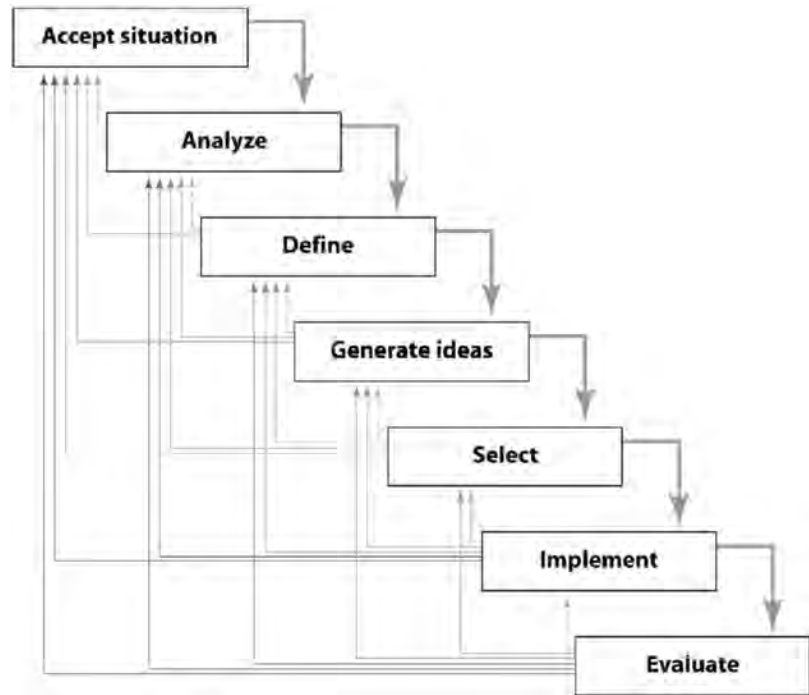 Accept situation
Analyze
Define
Generate ideas
Select
Implement
Evaluate